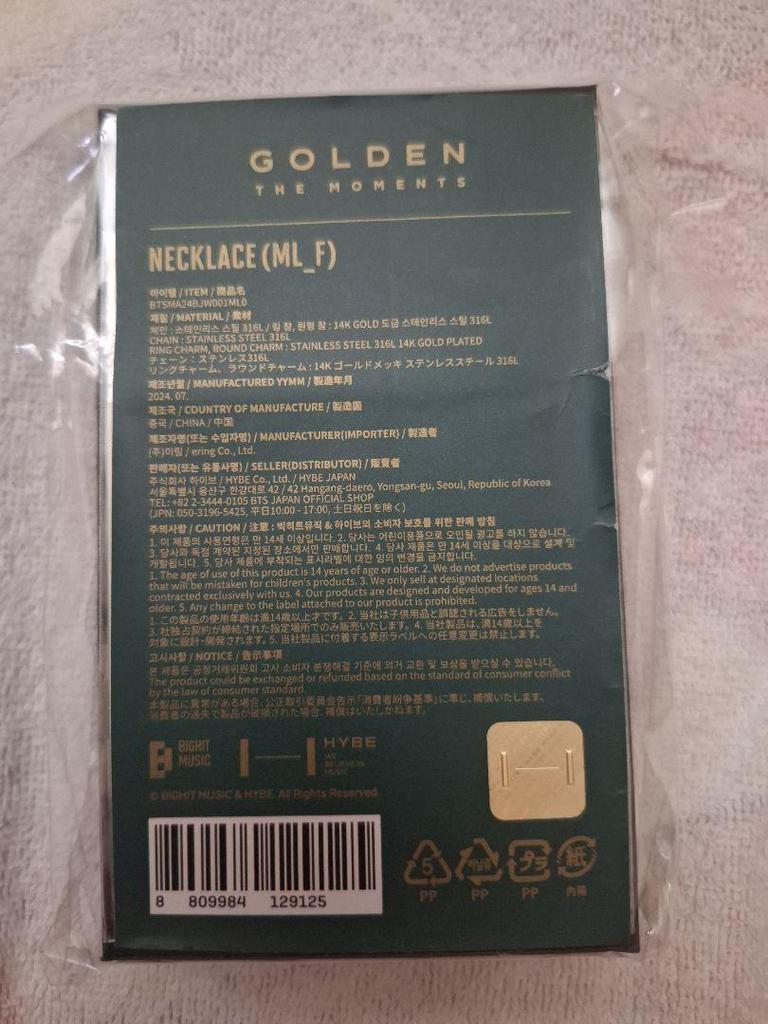 GOLDEN
THE MOMENTS
NECKLACE (ML_F)
아이템 / ITEM / 商品名
BTSMA24BJW001ML0
재질 / MATERIAL / 素材
체인 : 스테인리스 스틸 316L / 링 참, 원형 참 : 14K GOLD 도금 스테인리스 스틸 316L
CHAIN : STAINLESS STEEL 316L
RING CHARM, ROUND CHARM : STAINLESS STEEL 316L 14K GOLD PLATED
チェーン：ステンレス316L
リングチャーム、ラウンドチャーム : 14K ゴールドメッキ ステンレススチール 316L
제조년월 / MANUFACTURED YYMM / 製造年月
2024. 07.
제조국 / COUNTRY OF MANUFACTURE / 製造国
중국 / CHINA / 中国
제조자명(또는 수입자명) / MANUFACTURER(IMPORTER) / 製造者
(주)이링 / ering Co., Ltd.
판매자(또는 유통사명) / SELLER(DISTRIBUTOR) / 販売者
주식회사 하이브 / HYBE Co., Ltd. / HYBE JAPAN
서울특별시 용산구 한강대로 42 / 42 Hangang-daero, Yongsan-gu, Seoul, Republic of Korea
TEL: +82 2-3444-0105 BTS JAPAN OFFICIAL SHOP
(JPN: 050-3196-5425, 平日10:00 - 17:00, 土日祝日を除く)
주의사항 / CAUTION / 注意 : 빅히트뮤직 & 하이브의 소비자 보호를 위한 판매 방침
1. 이 제품의 사용연령은 만 14세 이상입니다. 2. 당사는 어린이용품으로 오인될 광고를 하지 않습니다.
3. 당사와 독점 계약된 지정된 장소에서만 판매합니다. 4. 당사 제품은 만 14세 이상을 대상으로 설계 및
개발됩니다. 5. 당사 제품에 부착되는 표시라벨에 대한 임의 변경을 금지합니다.
1. The age of use of this product is 14 years of age or older. 2. We do not advertise products
that will be mistaken for children's products. 3. We only sell at designated locations
contracted exclusively with us. 4. Our products are designed and developed for ages 14 and
older. 5. Any change to the label attached to our product is prohibited.
1. この製品の使用年齢は満14歳以上才です。2. 当社は子供用品と誤認される広告をしません。
3. 社独占契約が締結された指定場所でのみ販売いたします。4. 当社製品は、満14歳以上を
対象に設計・開発されます。5. 当社製品に付着する表示ラベルへの任意変更は禁止します。
고시사항 / NOTICE / 告示事項
본 제품은 공정거래위원회 고시 소비자 분쟁해결 기준에 의거 교환 및 보상을 받으실 수 있습니다.
The product could be exchanged or refunded based on the standard of consumer conflict
by the law of consumer standard.
本製品に異常がある場合、公正取引委員会告示「消費者紛争基準」に準じ、補償いたします。
消費者の過失で製品が破損された場合、補償はいたしかねます。
BIGHIT
MUSIC
HYBE
WE
BELIEVE IN
MUSIC
© BIGHIT MUSIC & HYBE. All Rights Reserved.
8 809984 129125
5
비닐류
プラ
紙
PP
PP
PP
内箱